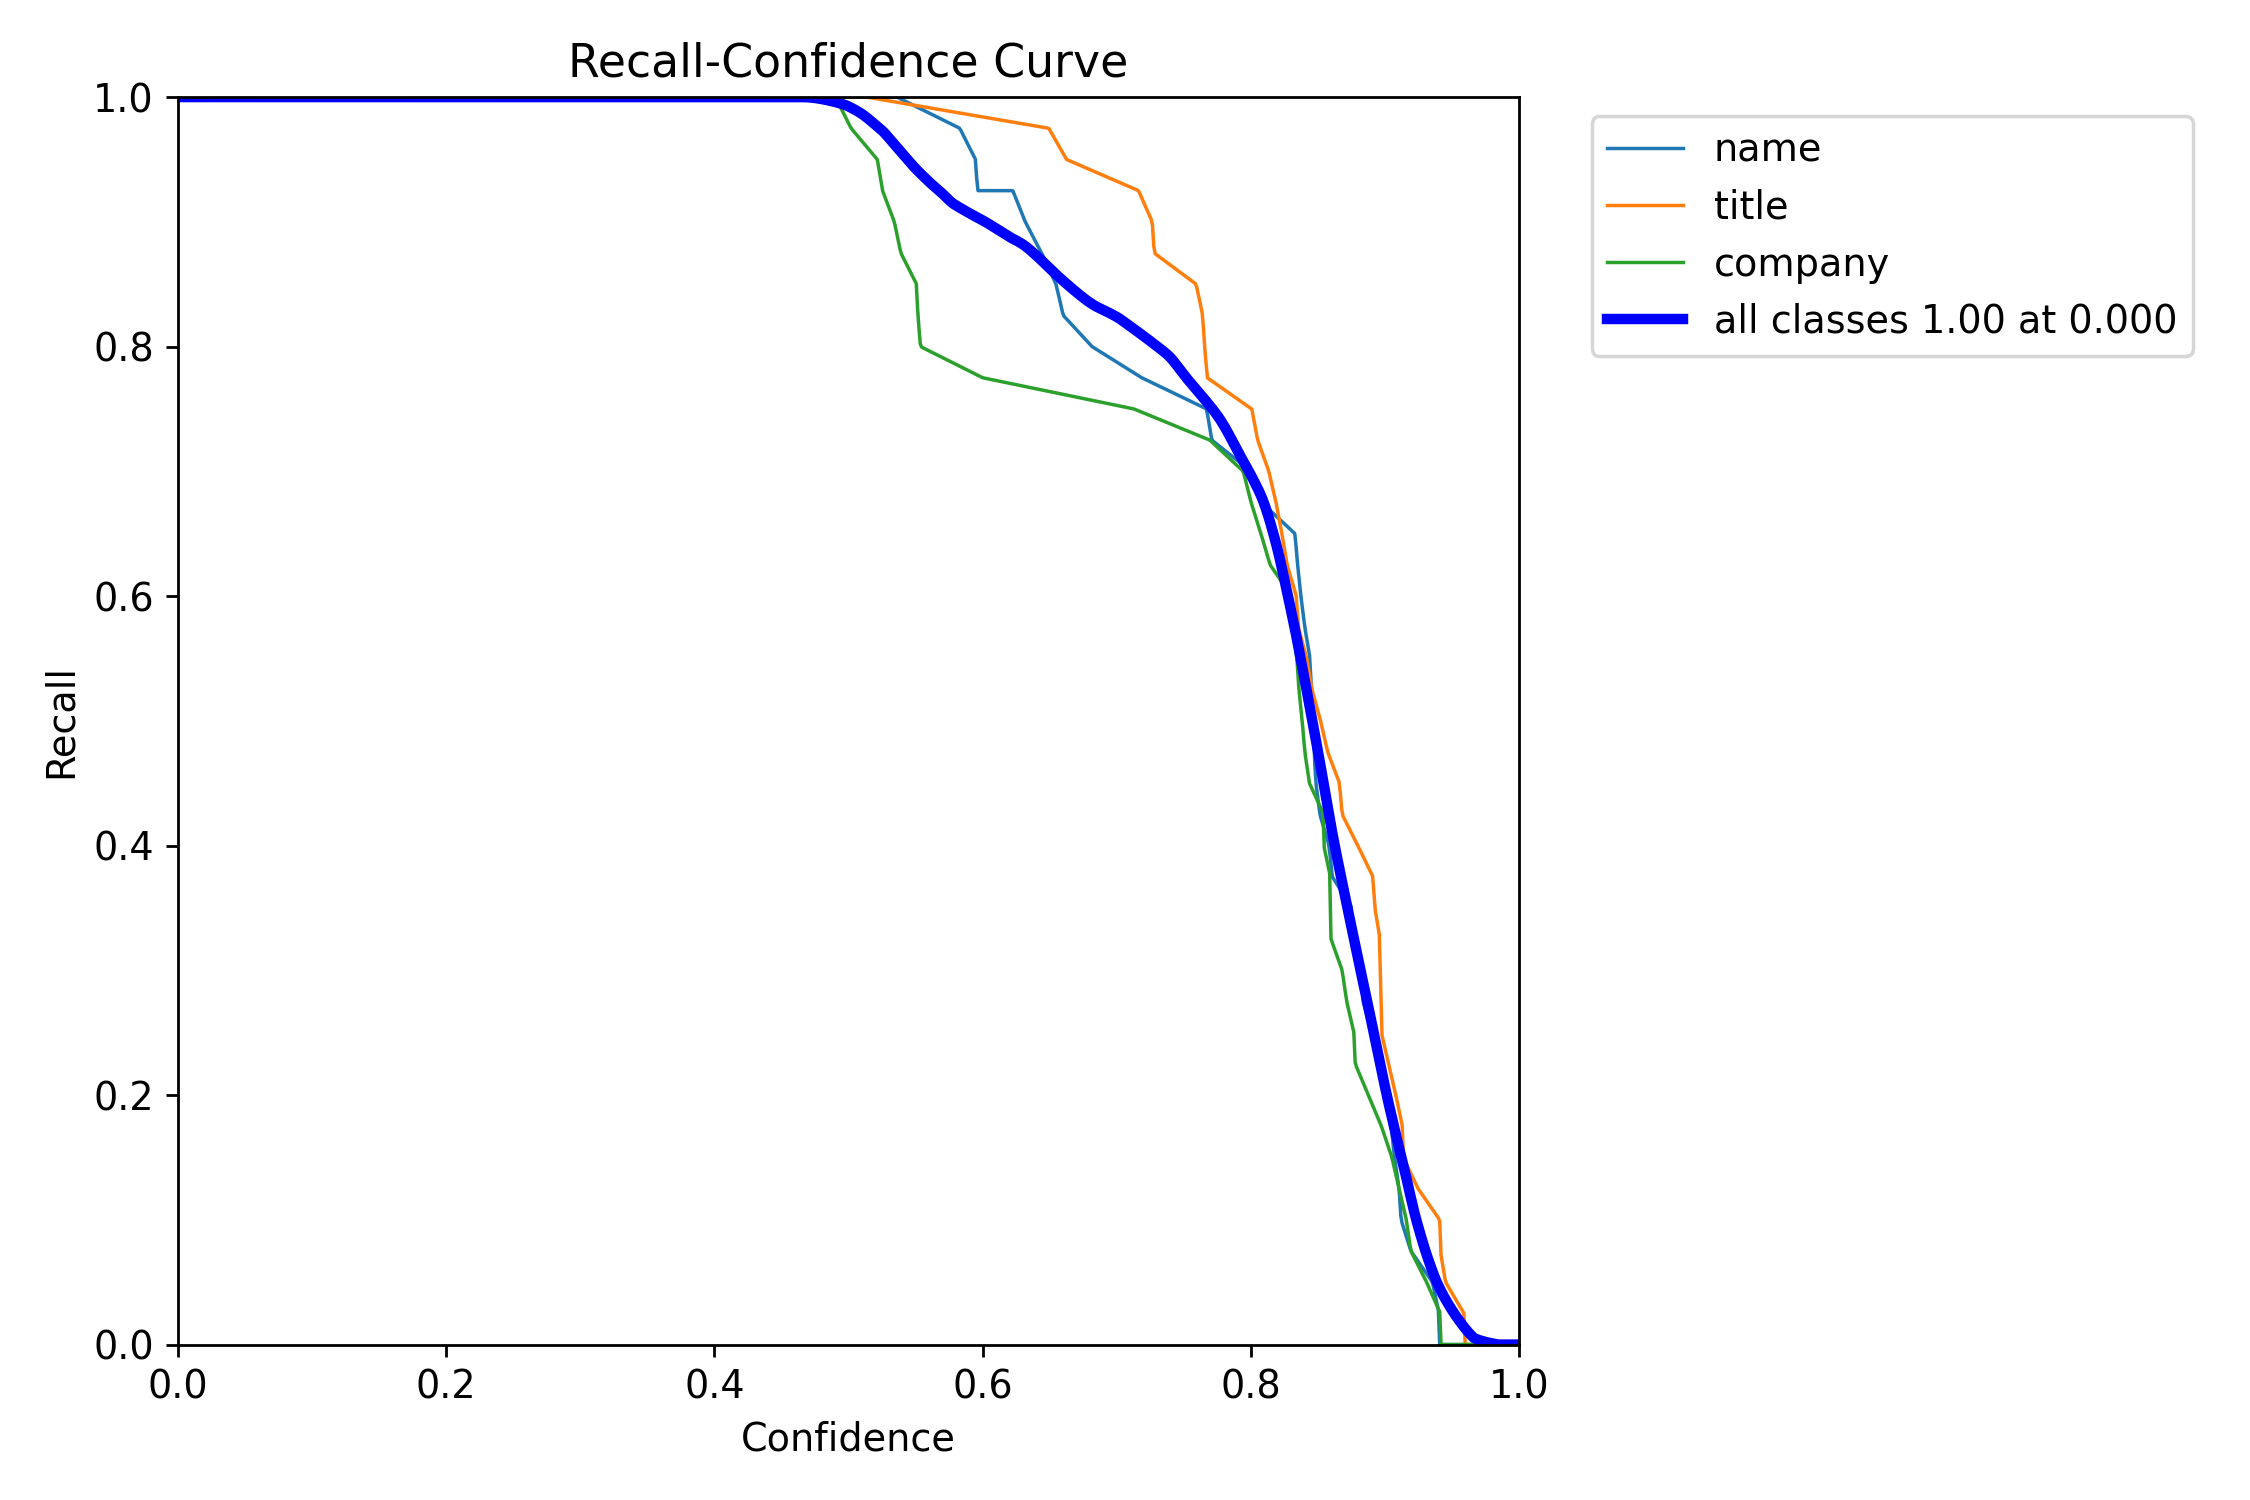 Recall-Confidence Curve
1.0
0.8
0.6
0.4
0.2
0.0
Recall
0.0 0.2 0.4 0.6 0.8 1.0
Confidence
name
title
company
all classes 1.00 at 0.000